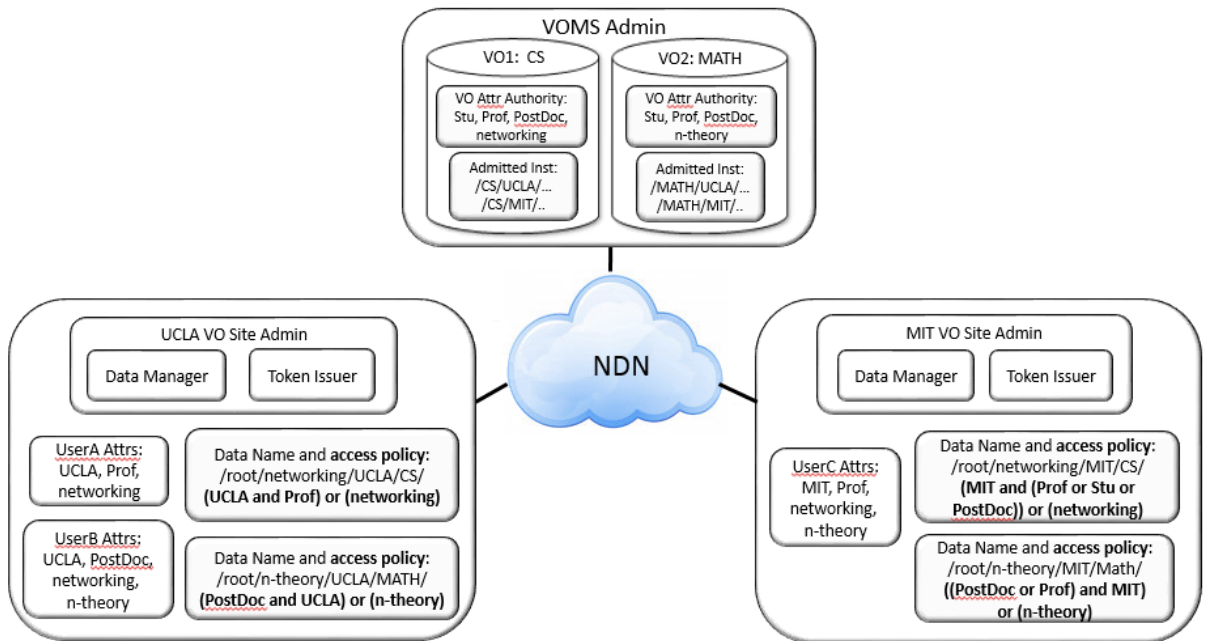 VOMS Admin
VO1: CS
VO Attr Authority:
Stu, Prof, PostDoc,
networking
Admitted Inst:
/CS/UCLA/...
/CS/MIT/..
VO2: MATH
VO Attr Authority:
Stu, Prof, PostDoc,
n-theory
Admitted Inst:
/MATH/UCLA/...
/MATH/MIT/..
NDN
UCLA VO Site Admin
Data Manager
Token Issuer
UserA Attrs:
UCLA, Prof,
networking
Data Name and access policy:
/root/networking/UCLA/CS/
(UCLA and Prof) or (networking)
UserB Attrs:
UCLA, PostDoc,
networking,
n-theory
Data Name and access policy:
/root/n-theory/UCLA/MATH/
(PostDoc and UCLA) or (n-theory)
MIT VO Site Admin
Data Manager
Token Issuer
UserC Attrs:
MIT, Prof,
networking,
n-theory
Data Name and access policy:
/root/networking/MIT/CS/
(MIT and (Prof or Stu or
PostDoc)) or (networking)
Data Name and access policy:
/root/n-theory/MIT/Math/
((PostDoc or Prof) and MIT)
or (n-theory)